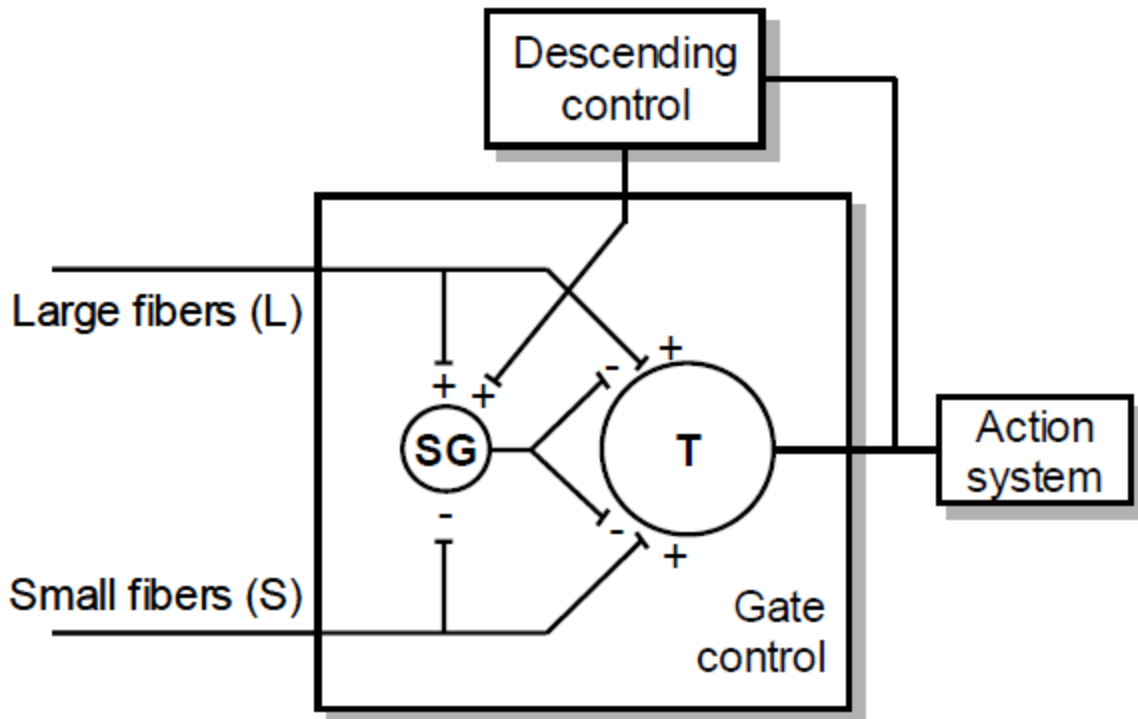 Descending
control
Large fibers (L)
+
-
+
+
SG
T
Action
system
-
-
+
Small fibers (S)
Gate
control